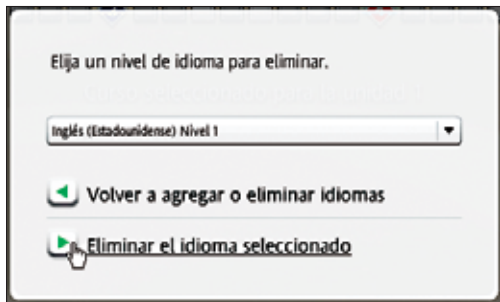 Elija un nivel de idioma para eliminar.
Inglés (Estadounidense) Nivel 1
Volver a agregar o eliminar idiomas
Eliminar el idioma seleccionado